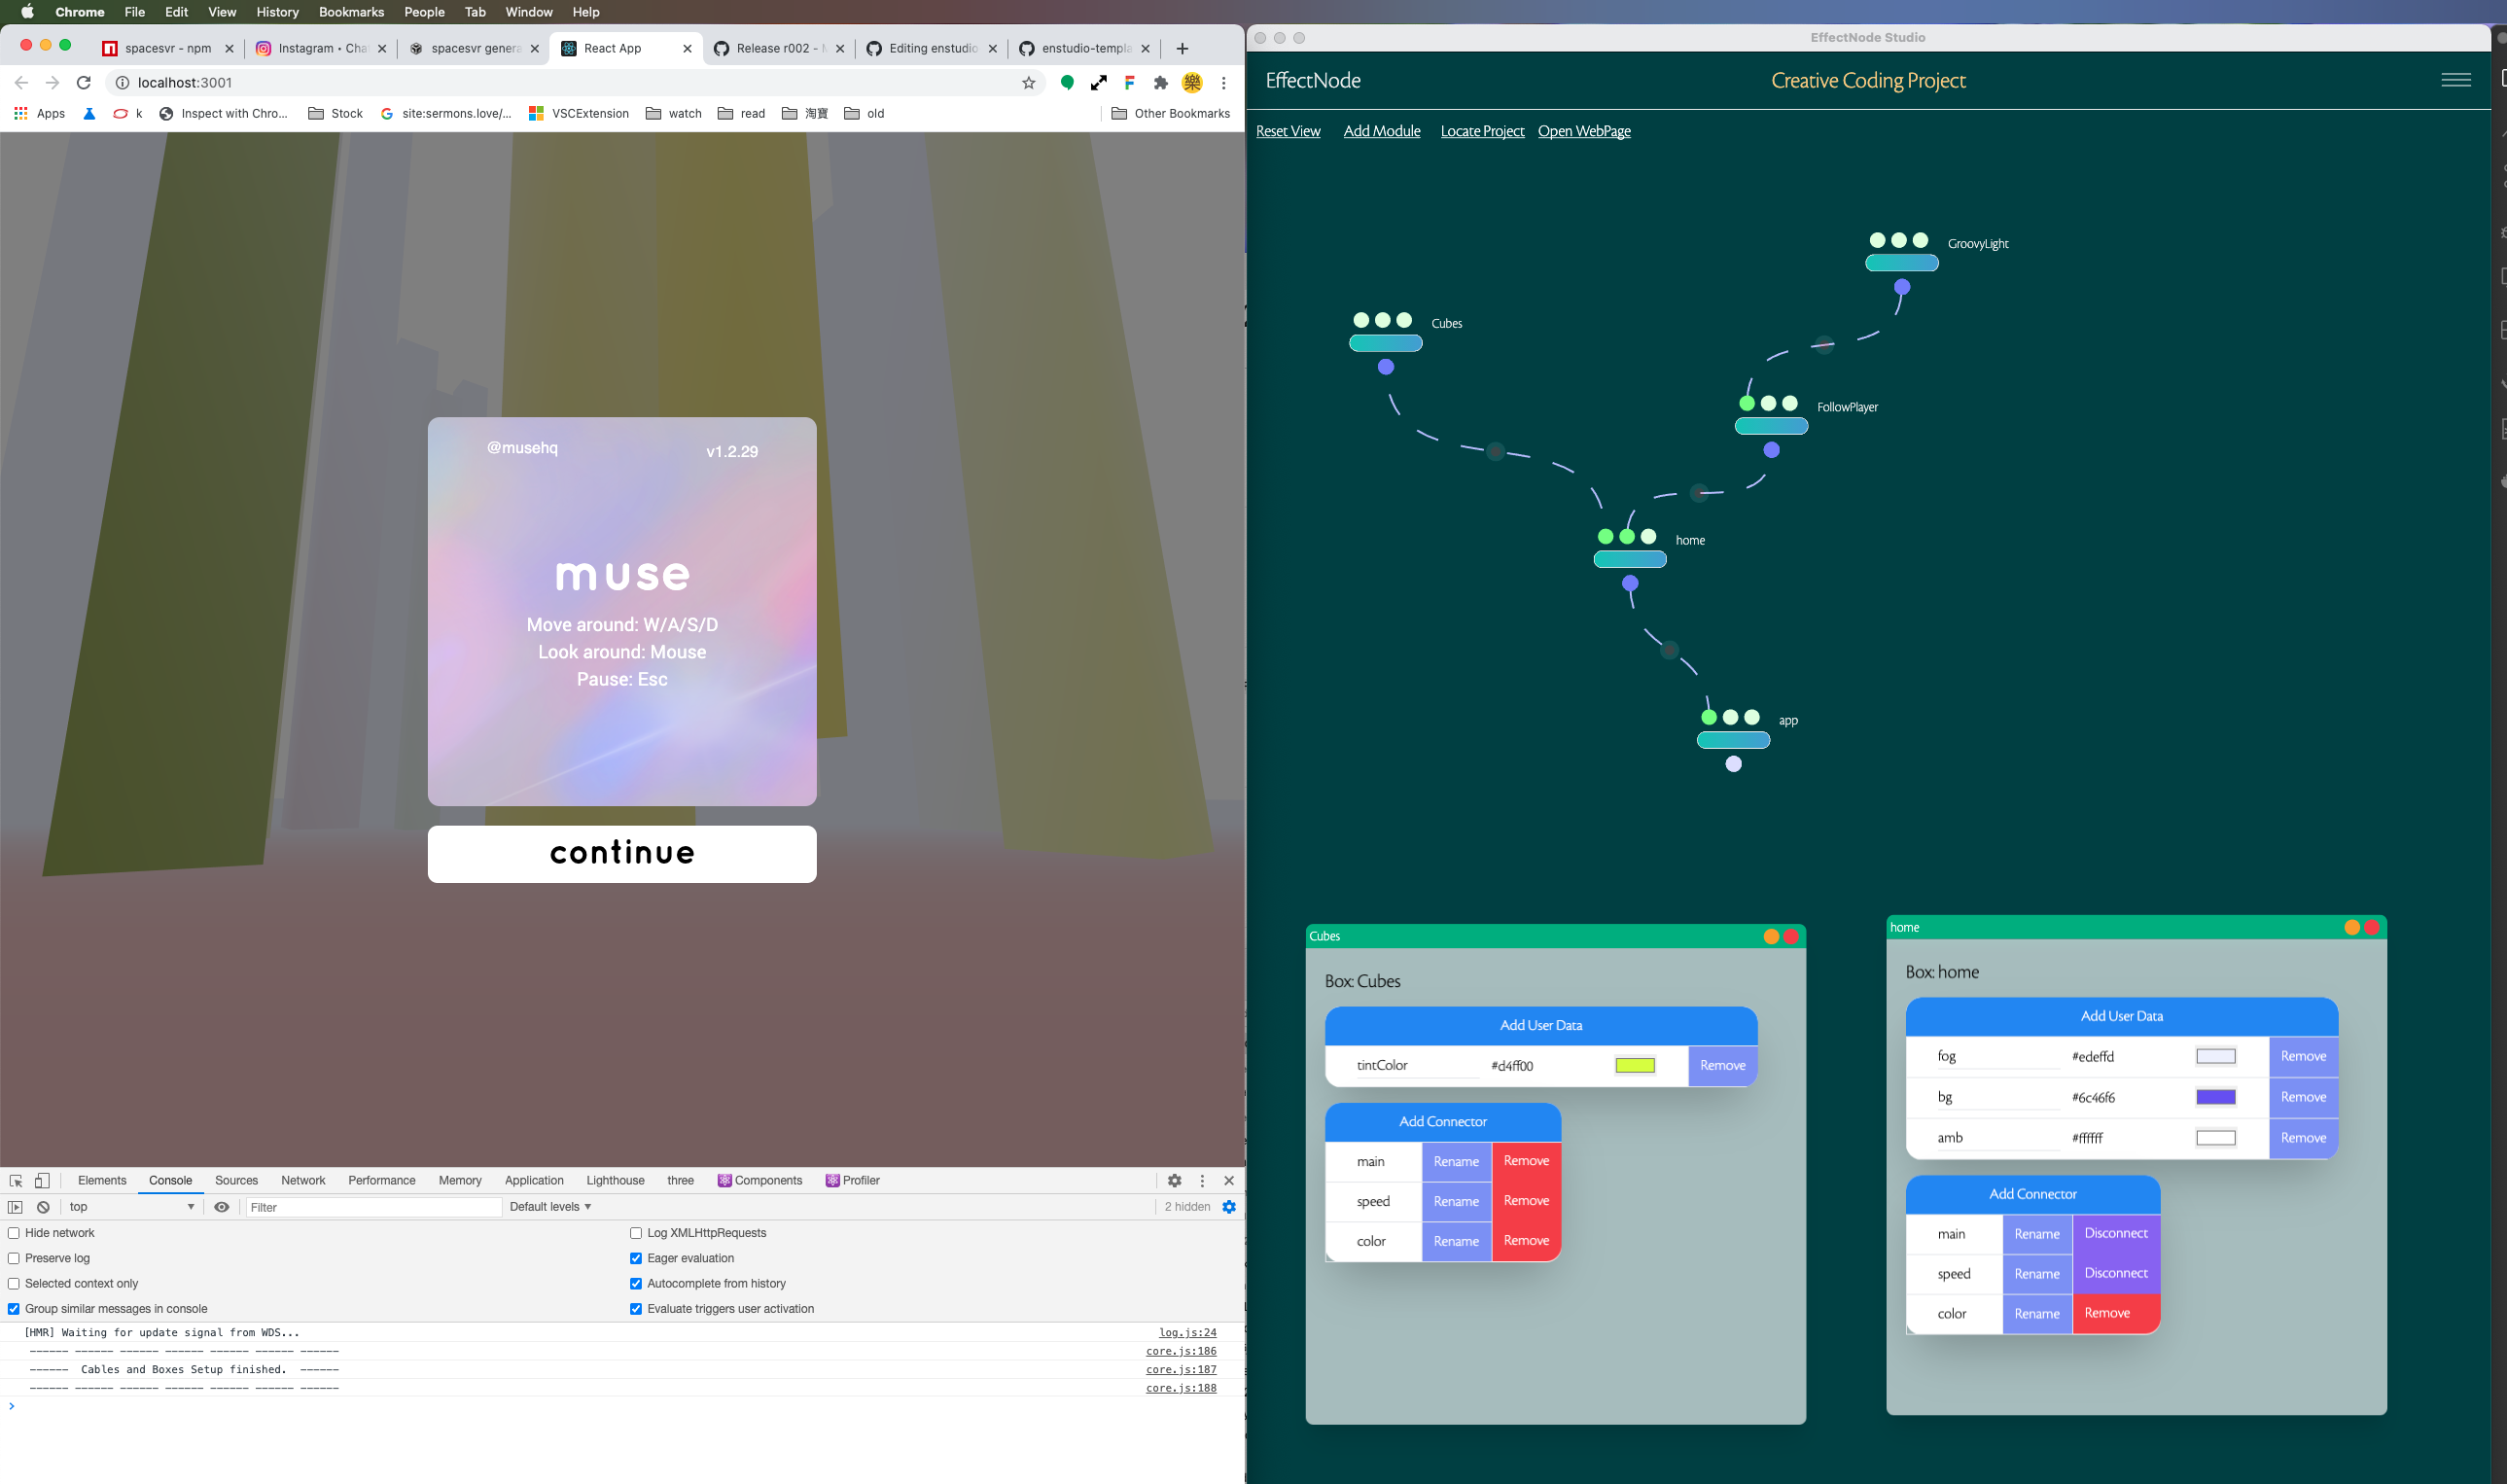 Chrome File Edit View History Bookmarks People Tab Window Help
spacesvr - npm
Instagram • Cha
spacesvr genera
React App
Release r002 -
Editing enstudio
enstudio-templa
localhost:3001
Apps
k
Inspect with Chro...
Stock
site:sermons.love/...
VSCExtension
watch
read
淘寶
old
Other Bookmarks
@musehq
v1.2.29
muse
Move around: W/A/S/D
Look around: Mouse
Pause: Esc
continue
Elements Console Sources Network Performance Memory Application Lighthouse three Components Profiler
top
Filter
Default levels
2 hidden
Hide network
Log XMLHttpRequests
Preserve log
Eager evaluation
Selected context only
Autocomplete from history
Group similar messages in console
Evaluate triggers user activation
[HMR] Waiting for update signal from WDS...
log.js:24
------ ------ ------ ------ ------ ------ ------
core.js:186
------ Cables and Boxes Setup finished. ------
core.js:187
------ ------ ------ ------ ------ ------ ------
core.js:188
EffectNode Studio
EffectNode
Creative Coding Project
Reset View
Add Module
Locate Project
Open WebPage
GroovyLight
Cubes
FollowPlayer
home
app
Cubes
Box: Cubes
Add User Data
tintColor #d4ff00 Remove
Add Connector
main Rename Remove
speed Rename Remove
color Rename Remove
home
Box: home
Add User Data
fog #edeffd Remove
bg #6c46f6 Remove
amb #ffffff Remove
Add Connector
main Rename Disconnect
speed Rename Disconnect
color Rename Remove